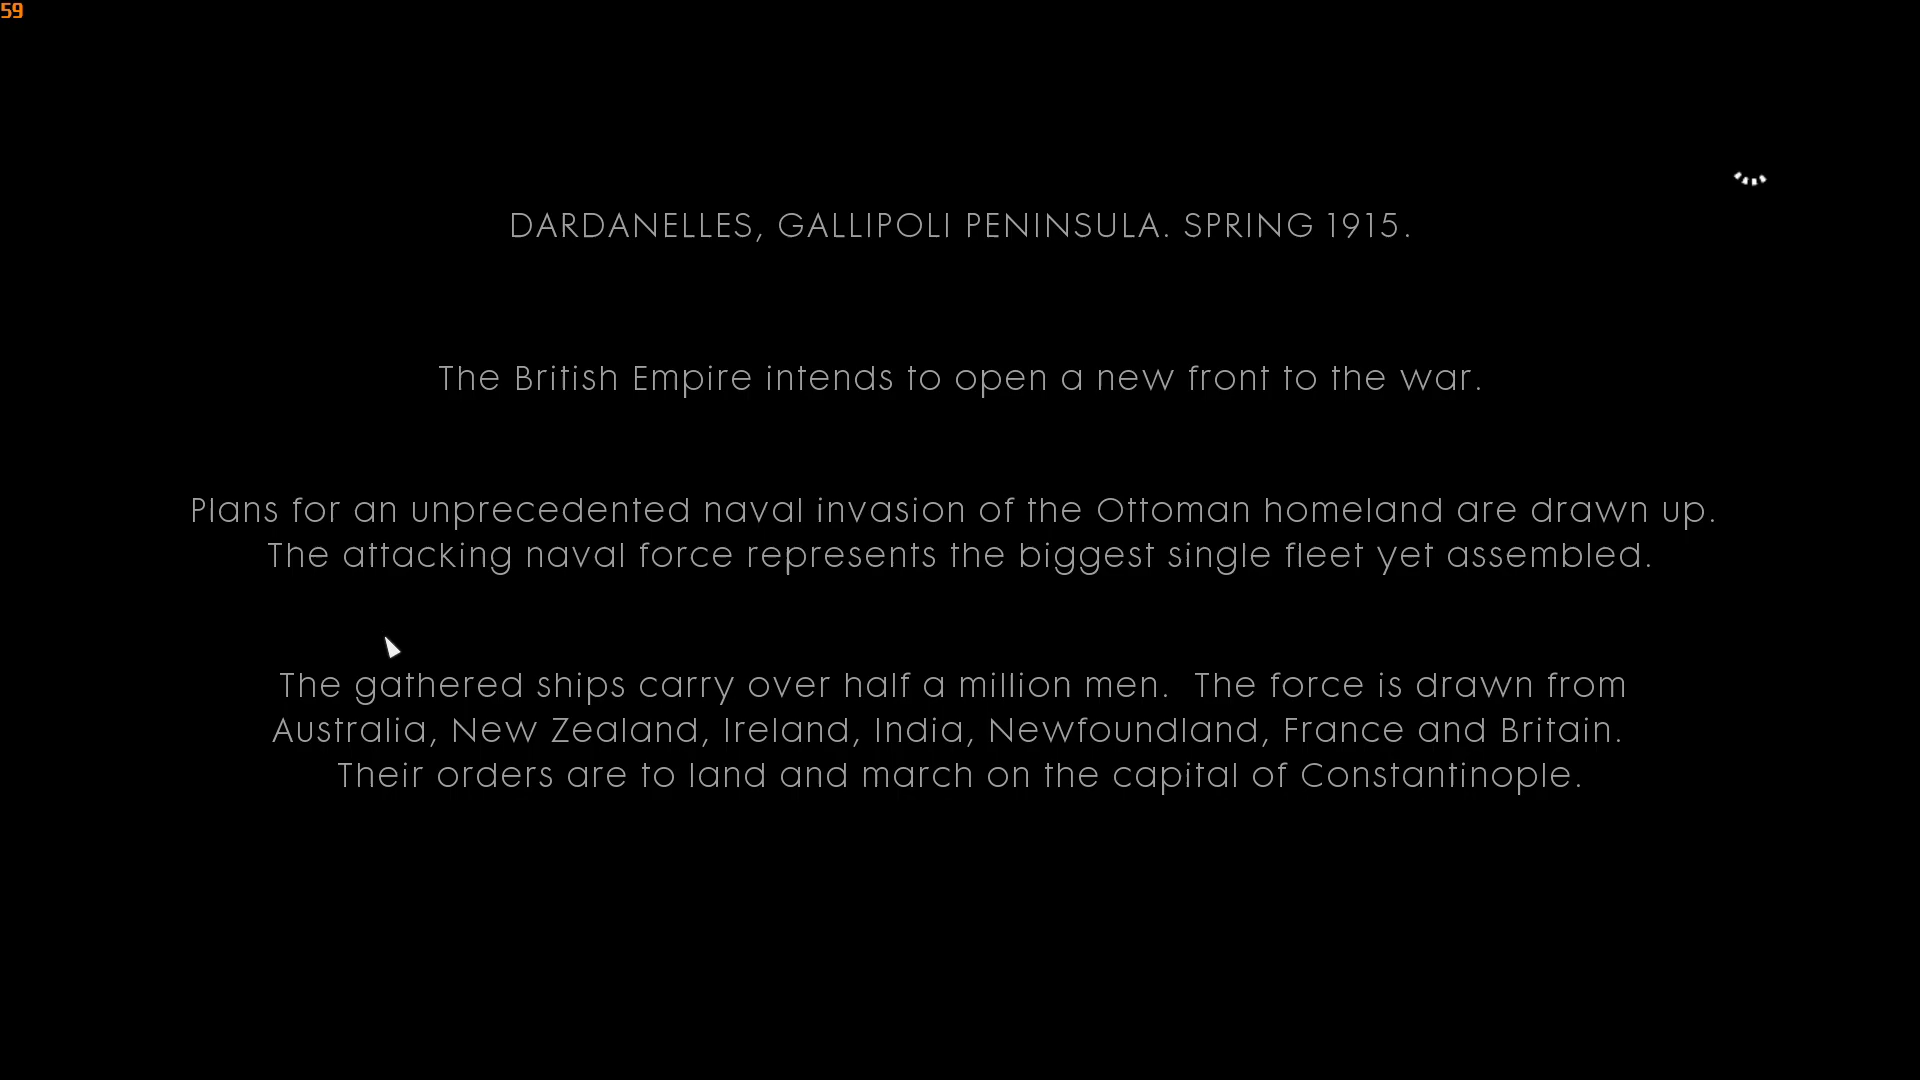 59
DARDANELLES, GALLIPOLI PENINSULA. SPRING 1915.
The British Empire intends to open a new front to the war.
Plans for an unprecedented naval invasion of the Ottoman homeland are drawn up.
The attacking naval force represents the biggest single fleet yet assembled.
The gathered ships carry over half a million men.  The force is drawn from
Australia, New Zealand, Ireland, India, Newfoundland, France and Britain.
Their orders are to land and march on the capital of Constantinople.